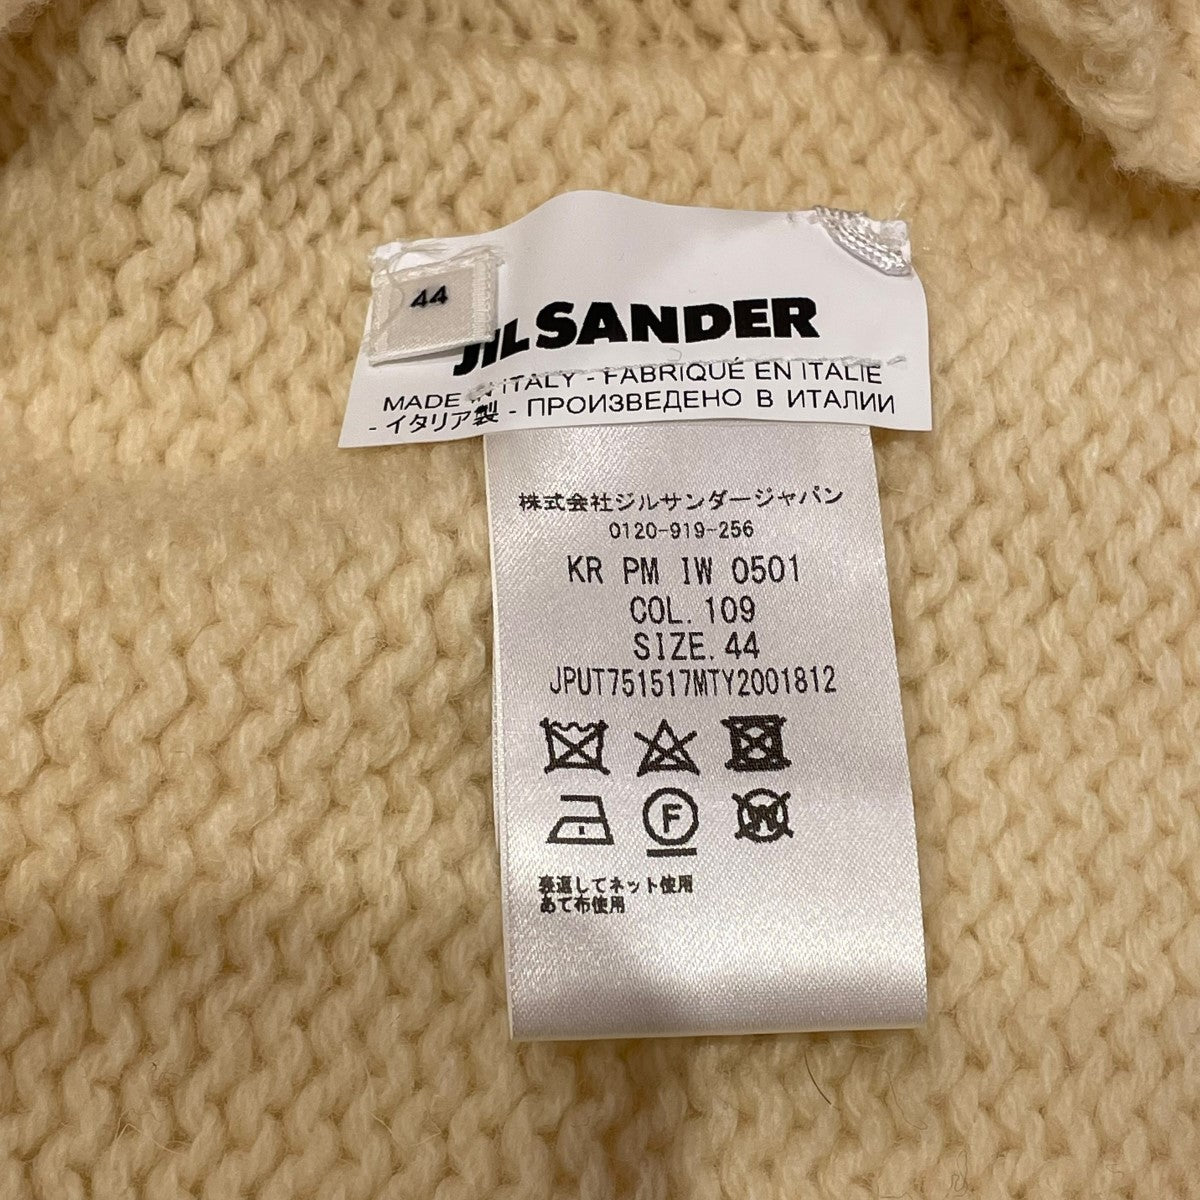 44
JIL SANDER
MADE IN ITALY - FABRIQUÉ EN ITALIE
- イタリア製 - ПРОИЗВЕДЕНО В ИТАЛИИ
株式会社ジルサンダージャパン
0120-919-256
KR PM IW 0501
COL. 109
SIZE. 44
JPUT751517MTY2001812
F
W
裏返してネット使用
あて布使用